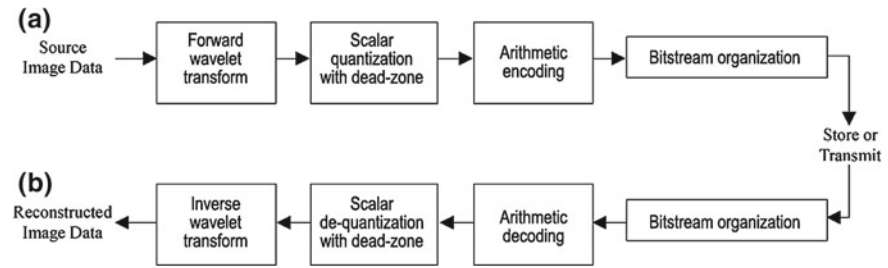 (a)
Source
Image Data
Forward
wavelet
transform
Scalar
quantization
with dead-zone
Arithmetic
encoding
Bitstream organization
Store or
Transmit
(b)
Reconstructed
Image Data
Inverse
wavelet
transform
Scalar
de-quantization
with dead-zone
Arithmetic
decoding
Bitstream organization